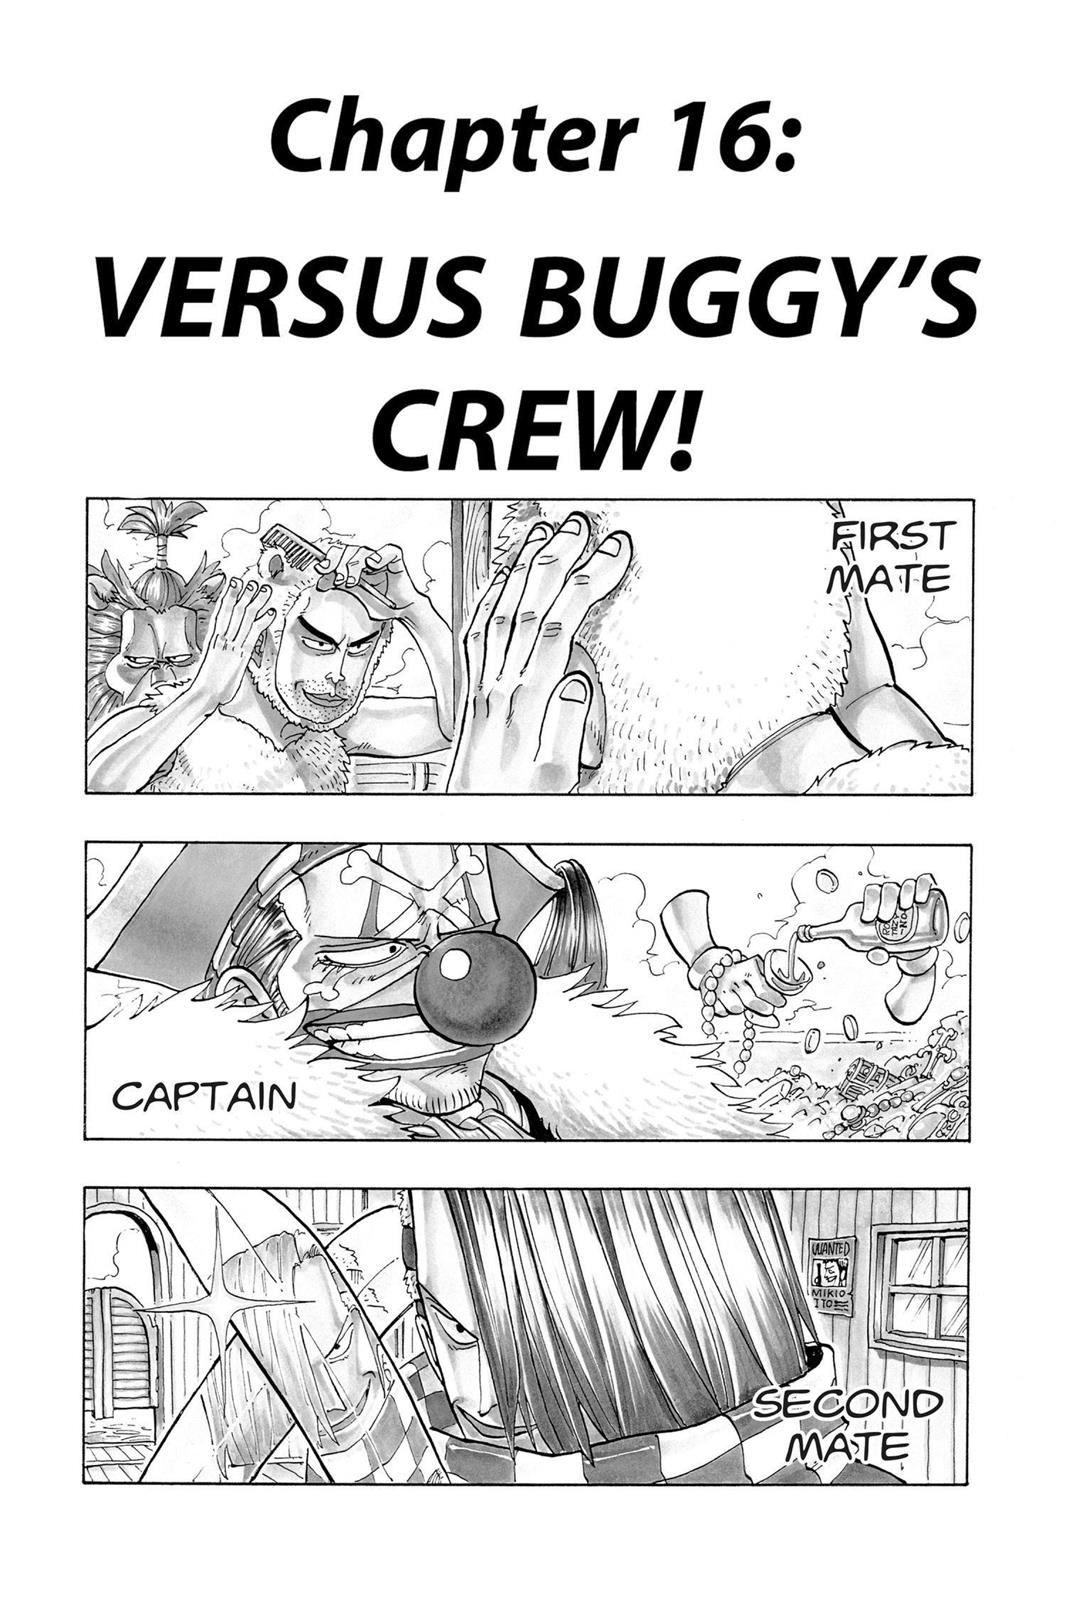 Chapter 16:
VERSUS BUGGY'S
CREW!
FIRST
MATE
CAPTAIN
WANTED
MIKIO
ITO
SECOND
MATE